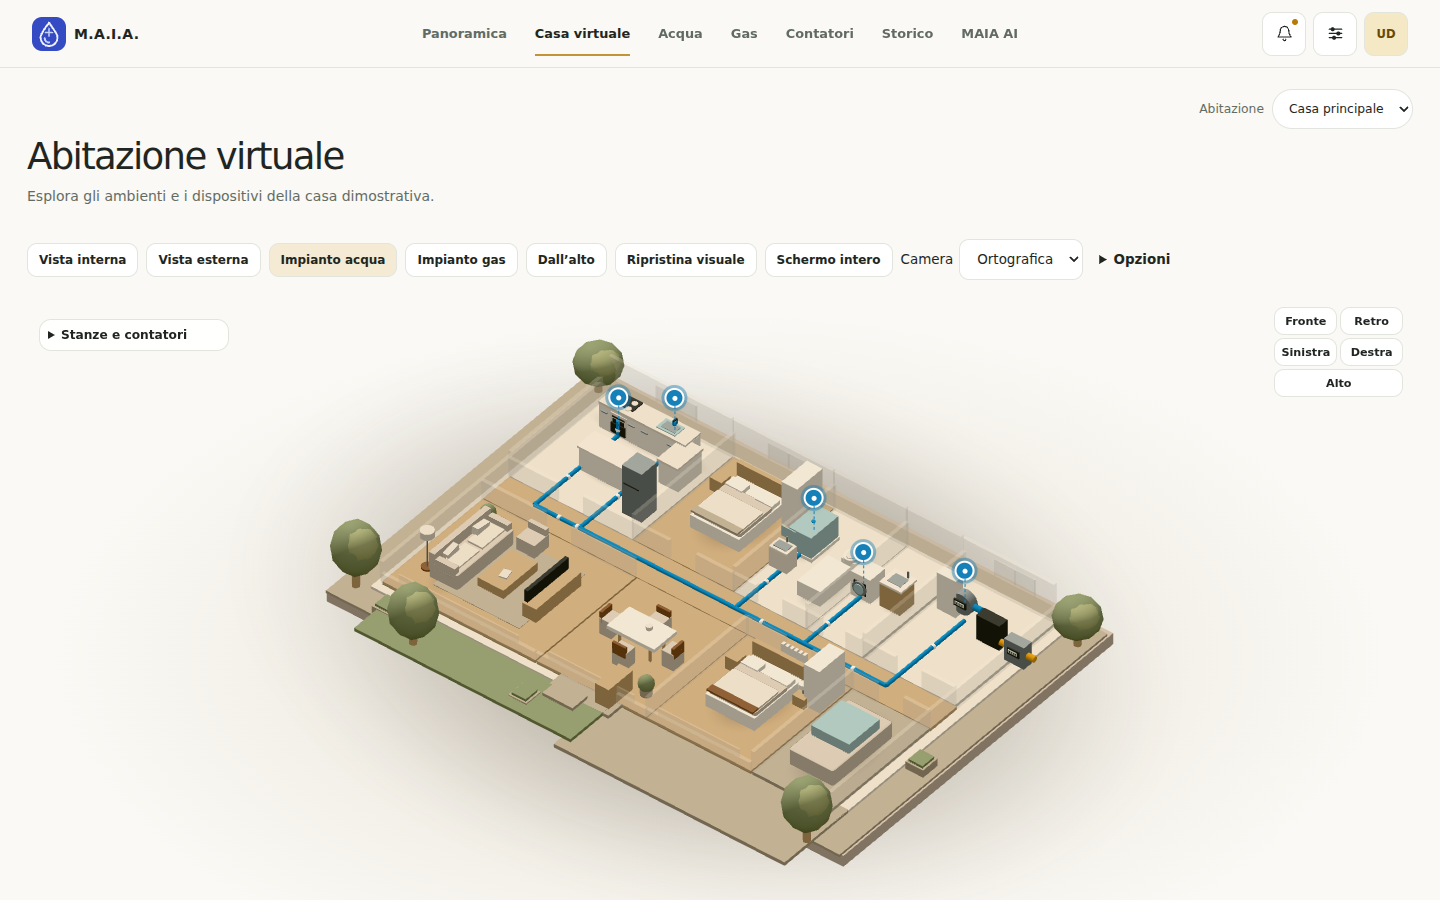 M.A.I.A.
Panoramica
Casa virtuale
Acqua
Gas
Contatori
Storico
MAIA AI
UD
Abitazione
Casa principale
Abitazione virtuale
Esplora gli ambienti e i dispositivi della casa dimostrativa.
Vista interna
Vista esterna
Impianto acqua
Impianto gas
Dall’alto
Ripristina visuale
Schermo intero
Camera
Ortografica
Opzioni
Stanze e contatori
Fronte
Retro
Sinistra
Destra
Alto